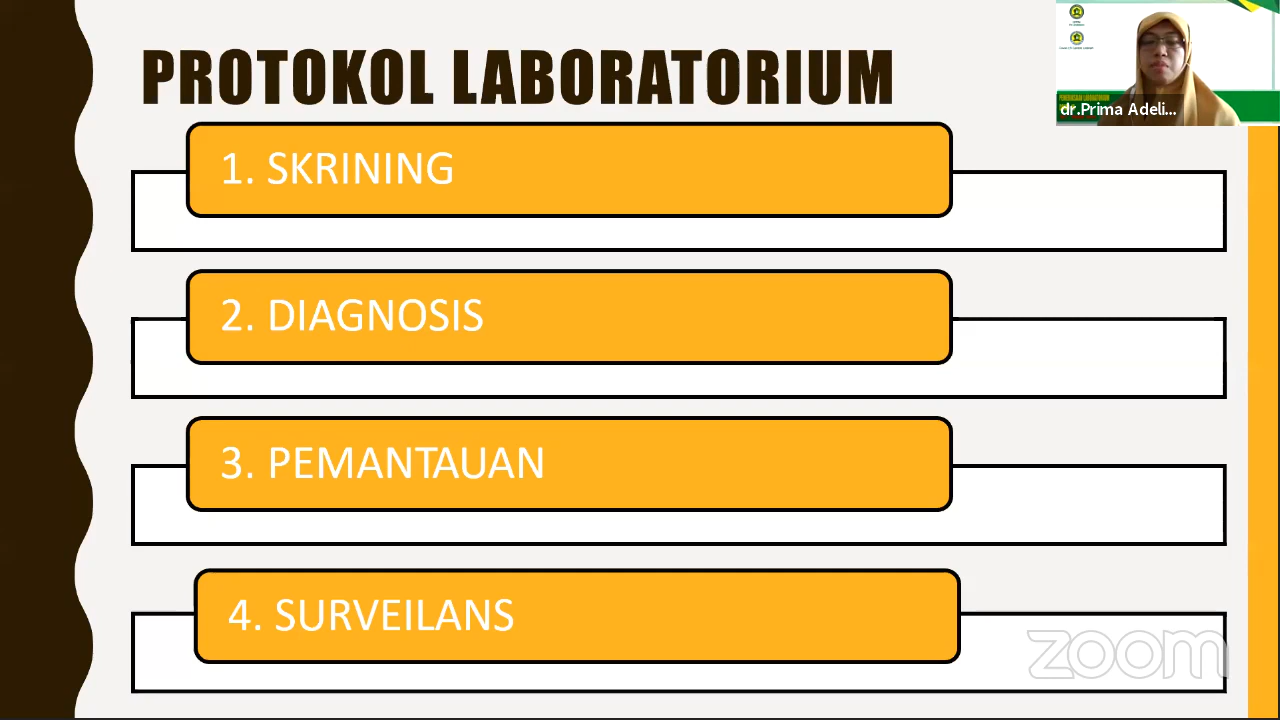 PROTOKOL LABORATORIUM
dr.Prima Adeli...
1. SKRINING
2. DIAGNOSIS
3. PEMANTAUAN
4. SURVEILANS
zoom